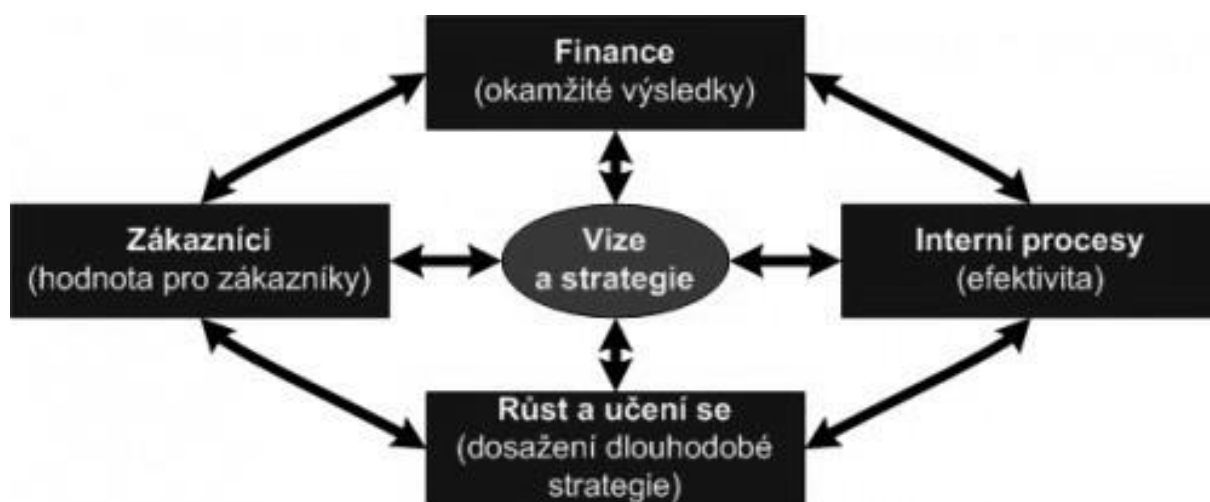 Finance
(okamžité výsledky)
Zákazníci
(hodnota pro zákazníky)
Vize
a strategie
Interní procesy
(efektivita)
Růst a učení se
(dosažení dlouhodobé
strategie)